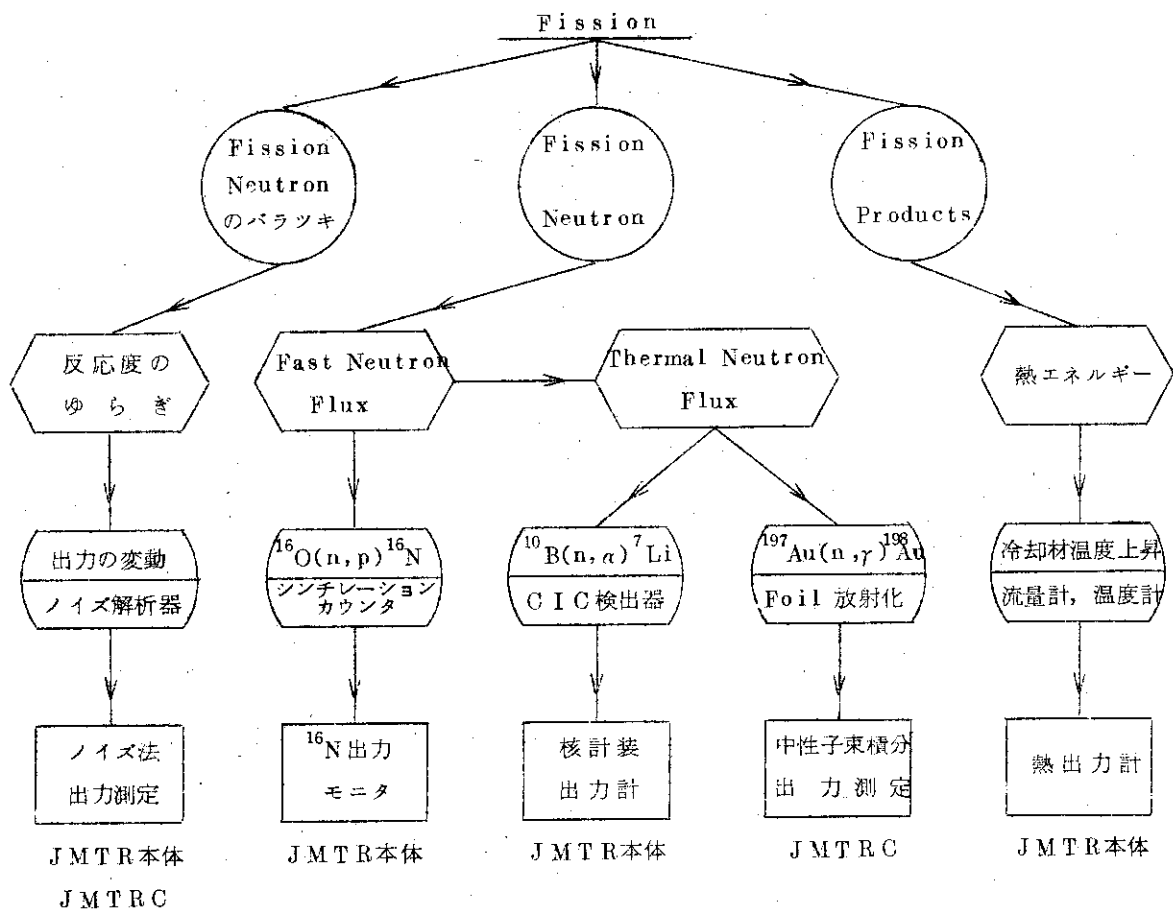 Fission
Fission
Neutron
のバラツキ
Fission
Neutron
Fission
Products
反応度の
ゆらぎ
Fast Neutron
Flux
Thermal Neutron
Flux
熱エネルギー
出力の変動
ノイズ解析器
¹⁶O(n,p)¹⁶N
シンチレーション
カウンタ
¹⁰B(n,α)⁷Li
CIC検出器
¹⁹⁷Au(n,γ)¹⁹⁸Au
Foil 放射化
冷却材温度上昇
流量計，温度計
ノイズ法
出力測定
¹⁶N出力
モニタ
核計装
出力計
中性子束積分
出力測定
熱出力計
JMTR本体
JMTRC
JMTR本体
JMTR本体
JMTRC
JMTR本体